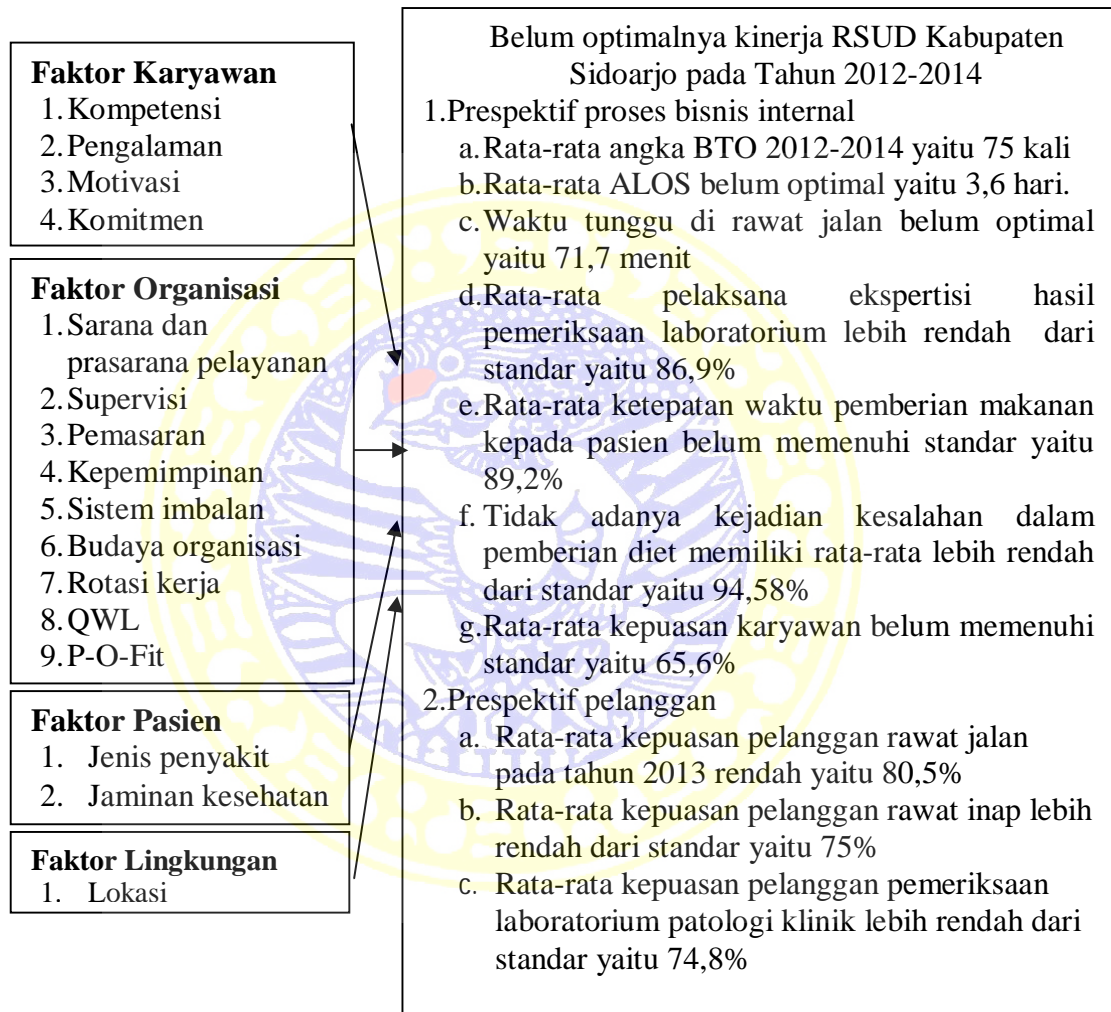 Faktor Karyawan
1. Kompetensi
2. Pengalaman
3. Motivasi
4. Komitmen
Faktor Organisasi
1. Sarana dan
prasarana pelayanan
2. Supervisi
3. Pemasaran
4. Kepemimpinan
5. Sistem imbalan
6. Budaya organisasi
7. Rotasi kerja
8. QWL
9. P-O-Fit
Faktor Pasien
1. Jenis penyakit
2. Jaminan kesehatan
Faktor Lingkungan
1. Lokasi
Belum optimalnya kinerja RSUD Kabupaten
Sidoarjo pada Tahun 2012-2014
1.Prespektif proses bisnis internal
a. Rata-rata angka BTO 2012-2014 yaitu 75 kali
b. Rata-rata ALOS belum optimal yaitu 3,6 hari.
c. Waktu tunggu di rawat jalan belum optimal
yaitu 71,7 menit
d. Rata-rata pelaksana ekspertisi hasil
pemeriksaan laboratorium lebih rendah dari
standar yaitu 86,9%
e. Rata-rata ketepatan waktu pemberian makanan
kepada pasien belum memenuhi standar yaitu
89,2%
f. Tidak adanya kejadian kesalahan dalam
pemberian diet memiliki rata-rata lebih rendah
dari standar yaitu 94,58%
g. Rata-rata kepuasan karyawan belum memenuhi
standar yaitu 65,6%
2.Prespektif pelanggan
a. Rata-rata kepuasan pelanggan rawat jalan
pada tahun 2013 rendah yaitu 80,5%
b. Rata-rata kepuasan pelanggan rawat inap lebih
rendah dari standar yaitu 75%
c. Rata-rata kepuasan pelanggan pemeriksaan
laboratorium patologi klinik lebih rendah dari
standar yaitu 74,8%